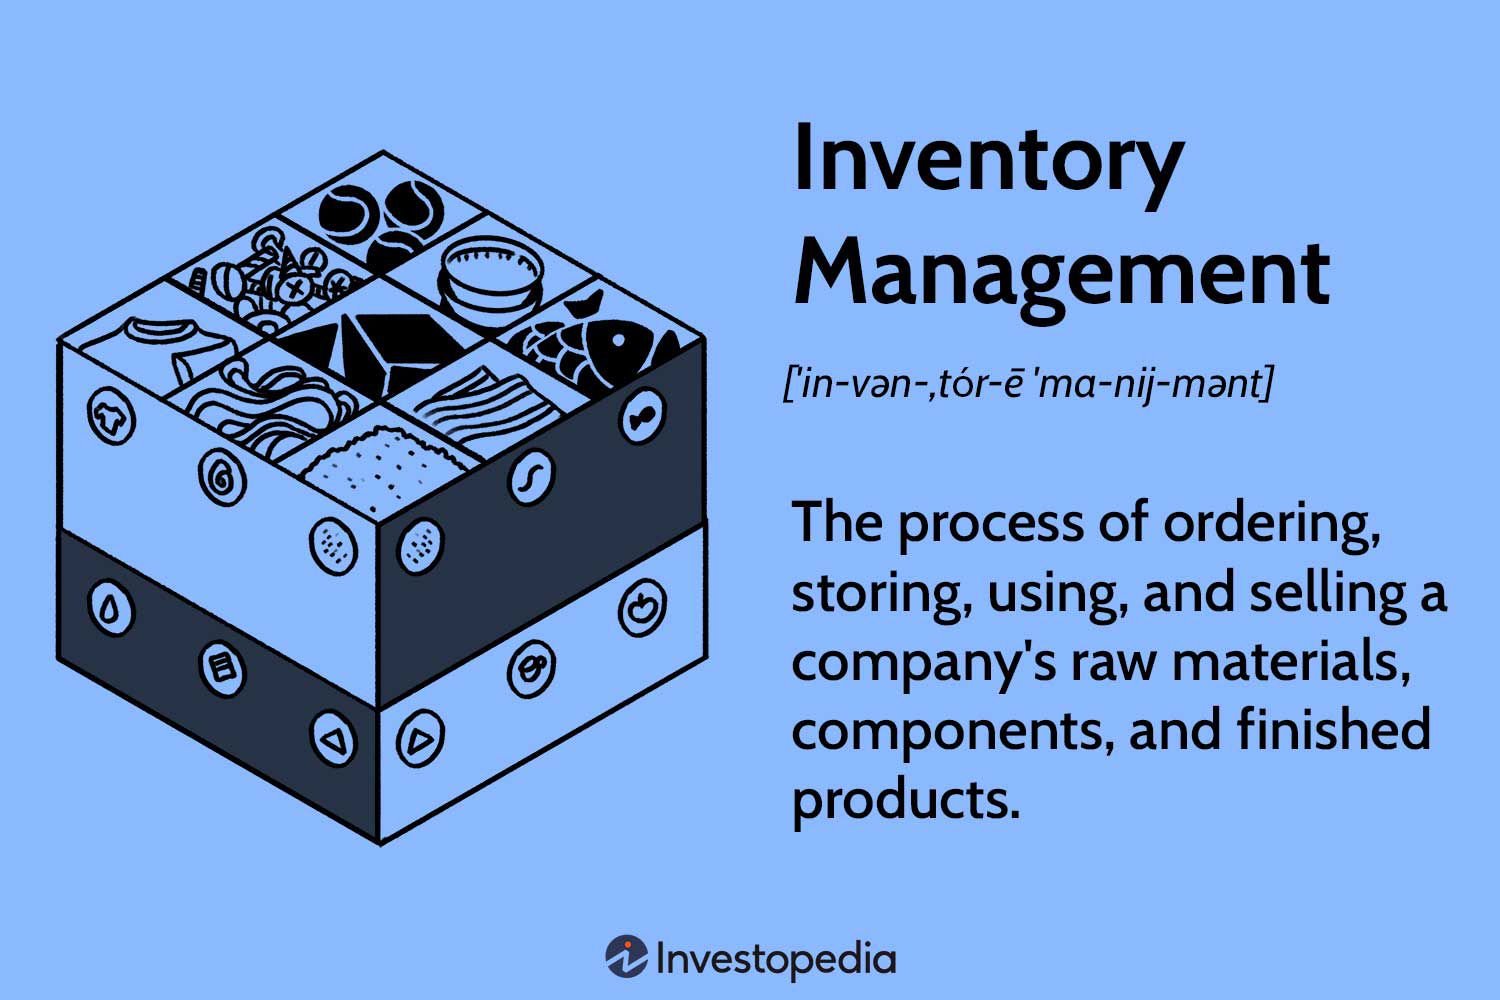 Inventory
Management
['in-vən-,tór-ē 'ma-nij-mənt]
The process of ordering,
storing, using, and selling a
company's raw materials,
components, and finished
products.
Investopedia